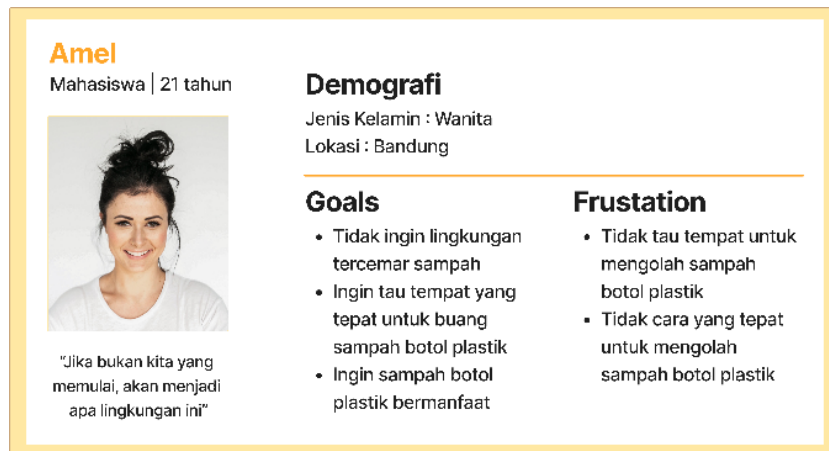 Amel
Mahasiswa | 21 tahun
"Jika bukan kita yang
memulai, akan menjadi
apa lingkungan ini"
Demografi
Jenis Kelamin : Wanita
Lokasi : Bandung
Goals
• Tidak ingin lingkungan
tercemar sampah
• Ingin tau tempat yang
tepat untuk buang
sampah botol plastik
• Ingin sampah botol
plastik bermanfaat
Frustation
• Tidak tau tempat untuk
mengolah sampah
botol plastik
• Tidak cara yang tepat
untuk mengolah
sampah botol plastik